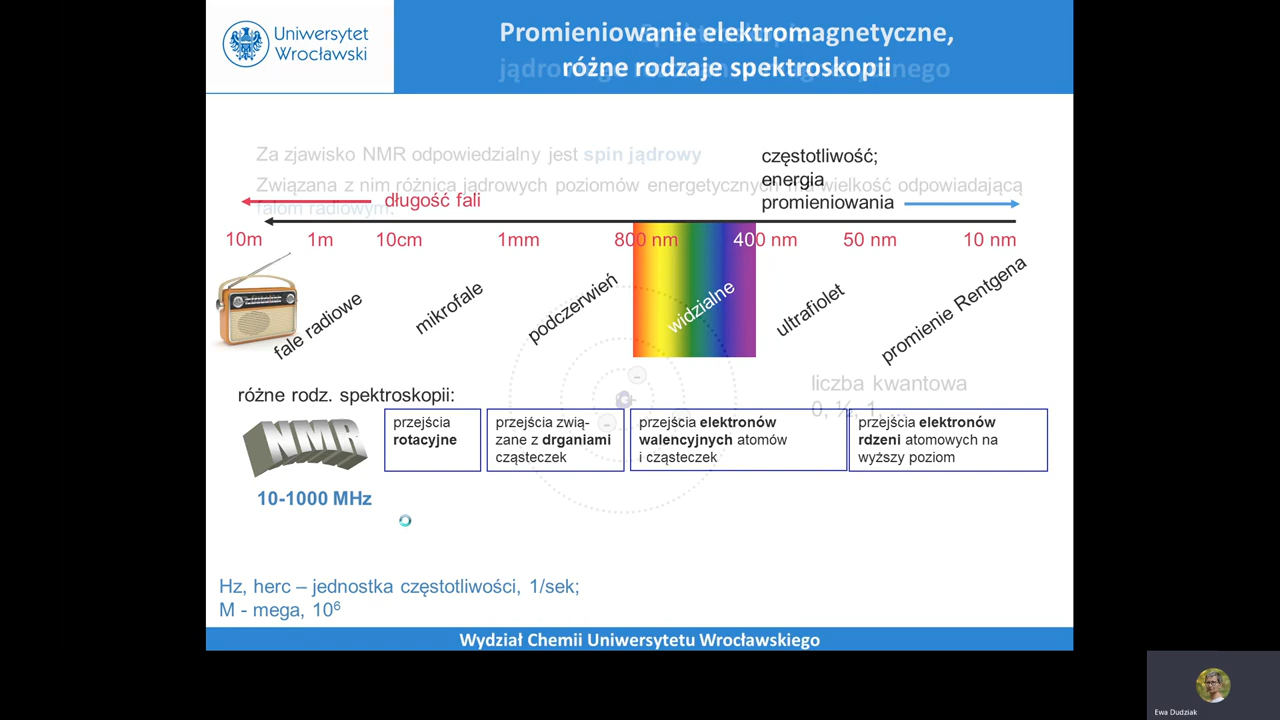 Uniwersytet
Wrocławski
Promieniowanie elektromagnetyczne,
różne rodzaje spektroskopii
jądrowego nego
Za zjawisko NMR odpowiedzialny jest spin jądrowy
częstotliwość;
energia
Związana z nim różnica jądrowych poziomów energetycznych ma wielkość odpowiadającą
promieniowania
długość fali
falom radiowym.
10m 1m 10cm 1mm 800 nm 400 nm 50 nm 10 nm
fale radiowe
mikrofale
podczerwień
widzialne
ultrafiolet
promienie Rentgena
liczba kwantowa
0, ½, 1, ...
różne rodz. spektroskopii:
NMR
przejścia
rotacyjne
przejścia zwią-
zane z drganiami
cząsteczek
przejścia elektronów
walencyjnych atomów
i cząsteczek
przejścia elektronów
rdzeni atomowych na
wyższy poziom
10-1000 MHz
Hz, herc – jednostka częstotliwości, 1/sek;
M - mega, 10⁶
Wydział Chemii Uniwersytetu Wrocławskiego
Ewa Dudziak